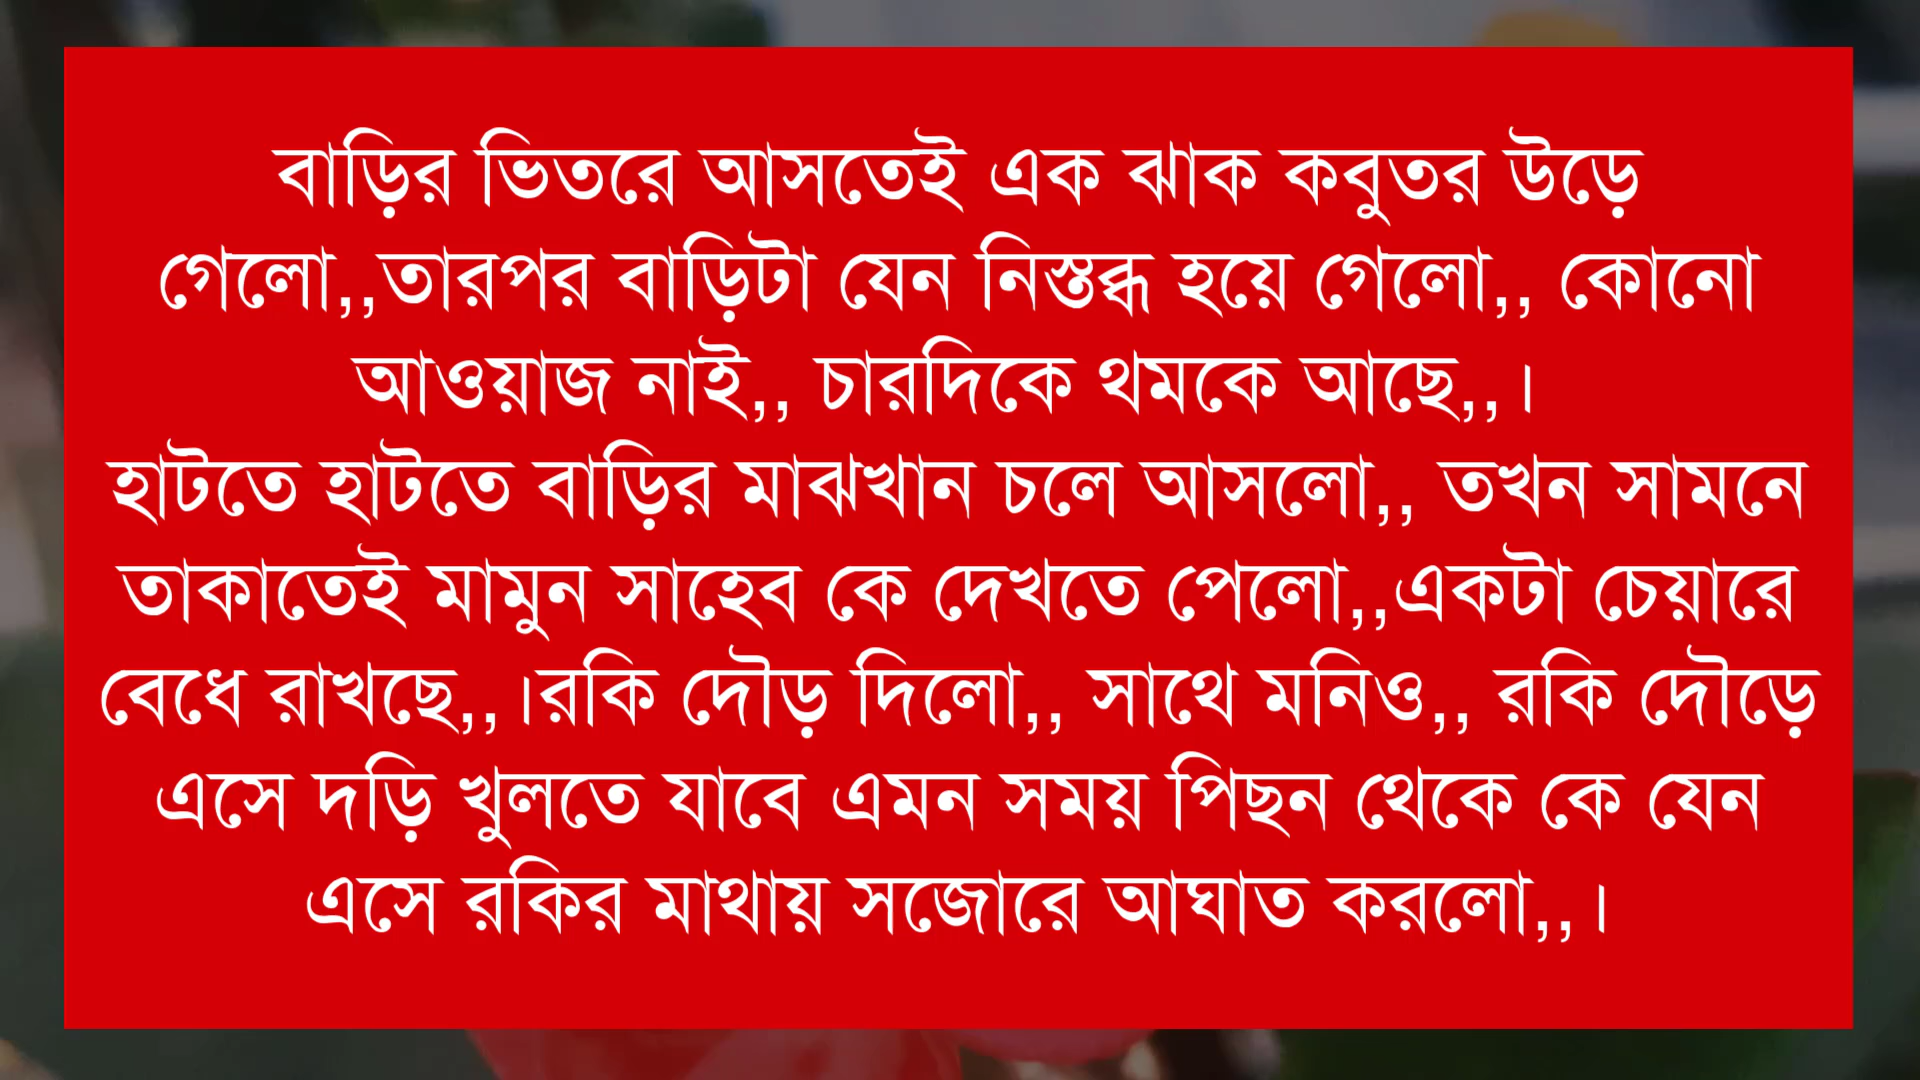 বাড়ির ভিতরে আসতেই এক ঝাক কবুতর উড়ে
গেলো,,তারপর বাড়িটা যেন নিস্তব্ধ হয়ে গেলো,, কোনো
আওয়াজ নাই,, চারদিকে থমকে আছে,,।
হাটতে হাটতে বাড়ির মাঝখান চলে আসলো,, তখন সামনে
তাকাতেই মামুন সাহেব কে দেখতে পেলো,,একটা চেয়ারে
বেধে রাখছে,,।রকি দৌড় দিলো,, সাথে মনিও,, রকি দৌড়ে
এসে দড়ি খুলতে যাবে এমন সময় পিছন থেকে কে যেন
এসে রকির মাথায় সজোরে আঘাত করলো,,।